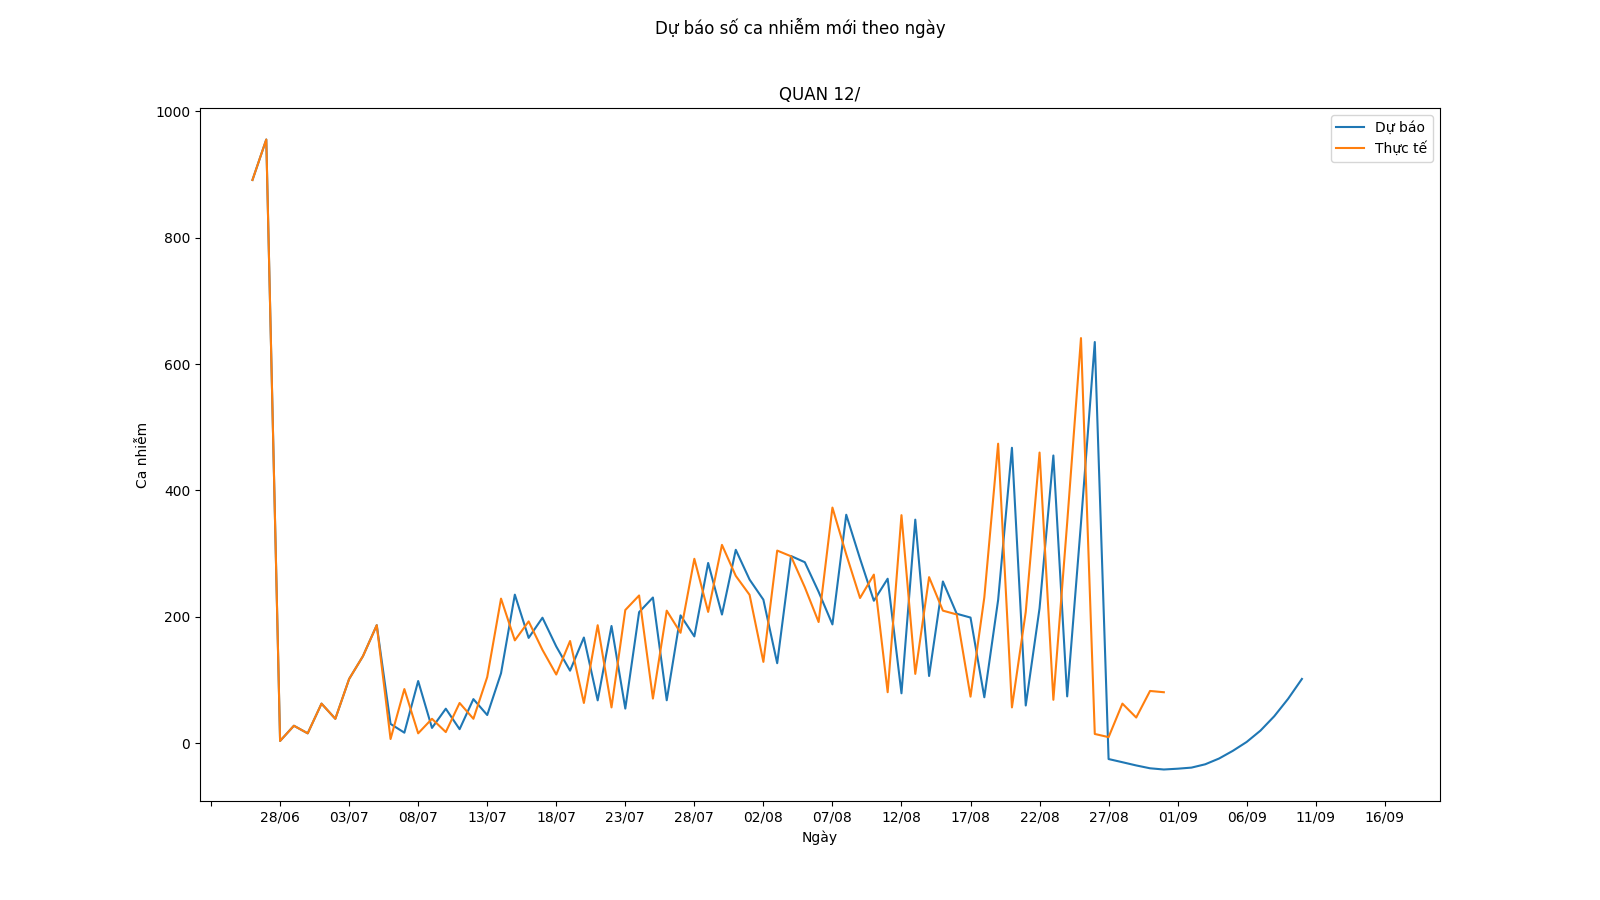 Dự báo số ca nhiễm mới theo ngày
QUAN 12/
1000
800
600
400
200
0
Ca nhiễm
Dự báo
Thực tế
28/06 03/07 08/07 13/07 18/07 23/07 28/07 02/08 07/08 12/08 17/08 22/08 27/08 01/09 06/09 11/09 16/09
Ngày